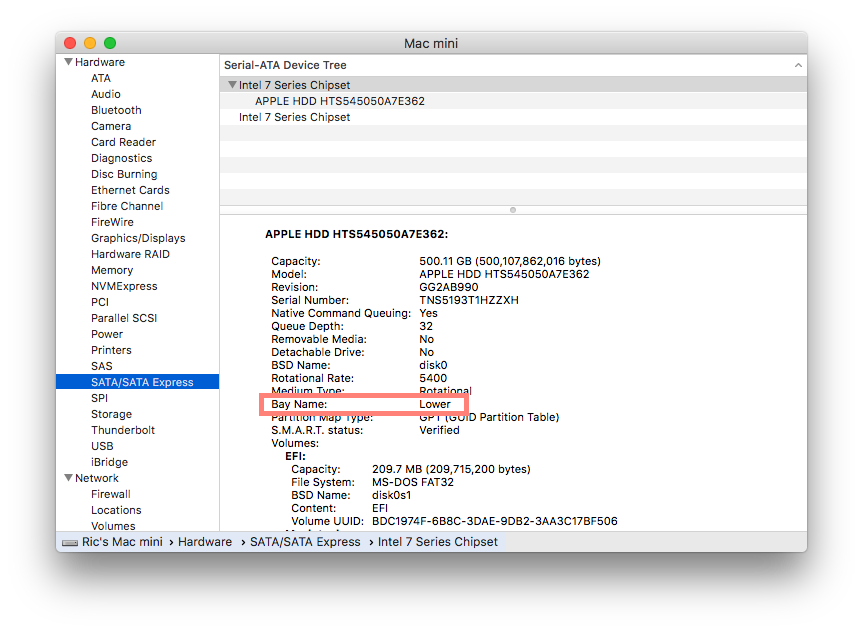 Mac mini
Hardware
ATA
Audio
Bluetooth
Camera
Card Reader
Diagnostics
Disc Burning
Ethernet Cards
Fibre Channel
FireWire
Graphics/Displays
Hardware RAID
Memory
NVMExpress
PCI
Parallel SCSI
Power
Printers
SAS
SATA/SATA Express
SPI
Storage
Thunderbolt
USB
iBridge
Network
Firewall
Locations
Volumes
Serial-ATA Device Tree
Intel 7 Series Chipset
APPLE HDD HTS545050A7E362
Intel 7 Series Chipset
APPLE HDD HTS545050A7E362:
Capacity: 500.11 GB (500,107,862,016 bytes)
Model: APPLE HDD HTS545050A7E362
Revision: GG2AB990
Serial Number: TNS5193T1HZZXH
Native Command Queuing: Yes
Queue Depth: 32
Removable Media: No
Detachable Drive: No
BSD Name: disk0
Rotational Rate: 5400
Medium Type: Rotational
Bay Name: Lower
Partition Map Type: GPT (GUID Partition Table)
S.M.A.R.T. status: Verified
Volumes:
EFI:
Capacity: 209.7 MB (209,715,200 bytes)
File System: MS-DOS FAT32
BSD Name: disk0s1
Content: EFI
Volume UUID: BDC1974F-6B8C-3DAE-9DB2-3AA3C17BF506
Ric's Mac mini › Hardware › SATA/SATA Express › Intel 7 Series Chipset